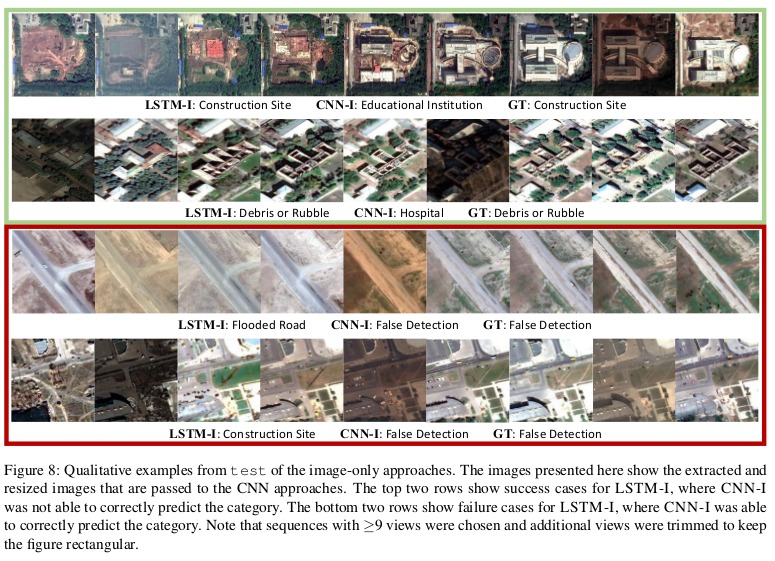 LSTM-I: Construction Site CNN-I: Educational Institution GT: Construction Site
LSTM-I: Debris or Rubble CNN-I: Hospital GT: Debris or Rubble
LSTM-I: Flooded Road CNN-I: False Detection GT: False Detection
LSTM-I: Construction Site CNN-I: False Detection GT: False Detection
Figure 8: Qualitative examples from test of the image-only approaches. The images presented here show the extracted and
resized images that are passed to the CNN approaches. The top two rows show success cases for LSTM-I, where CNN-I
was not able to correctly predict the category. The bottom two rows show failure cases for LSTM-I, where CNN-I was able
to correctly predict the category. Note that sequences with ≥9 views were chosen and additional views were trimmed to keep
the figure rectangular.